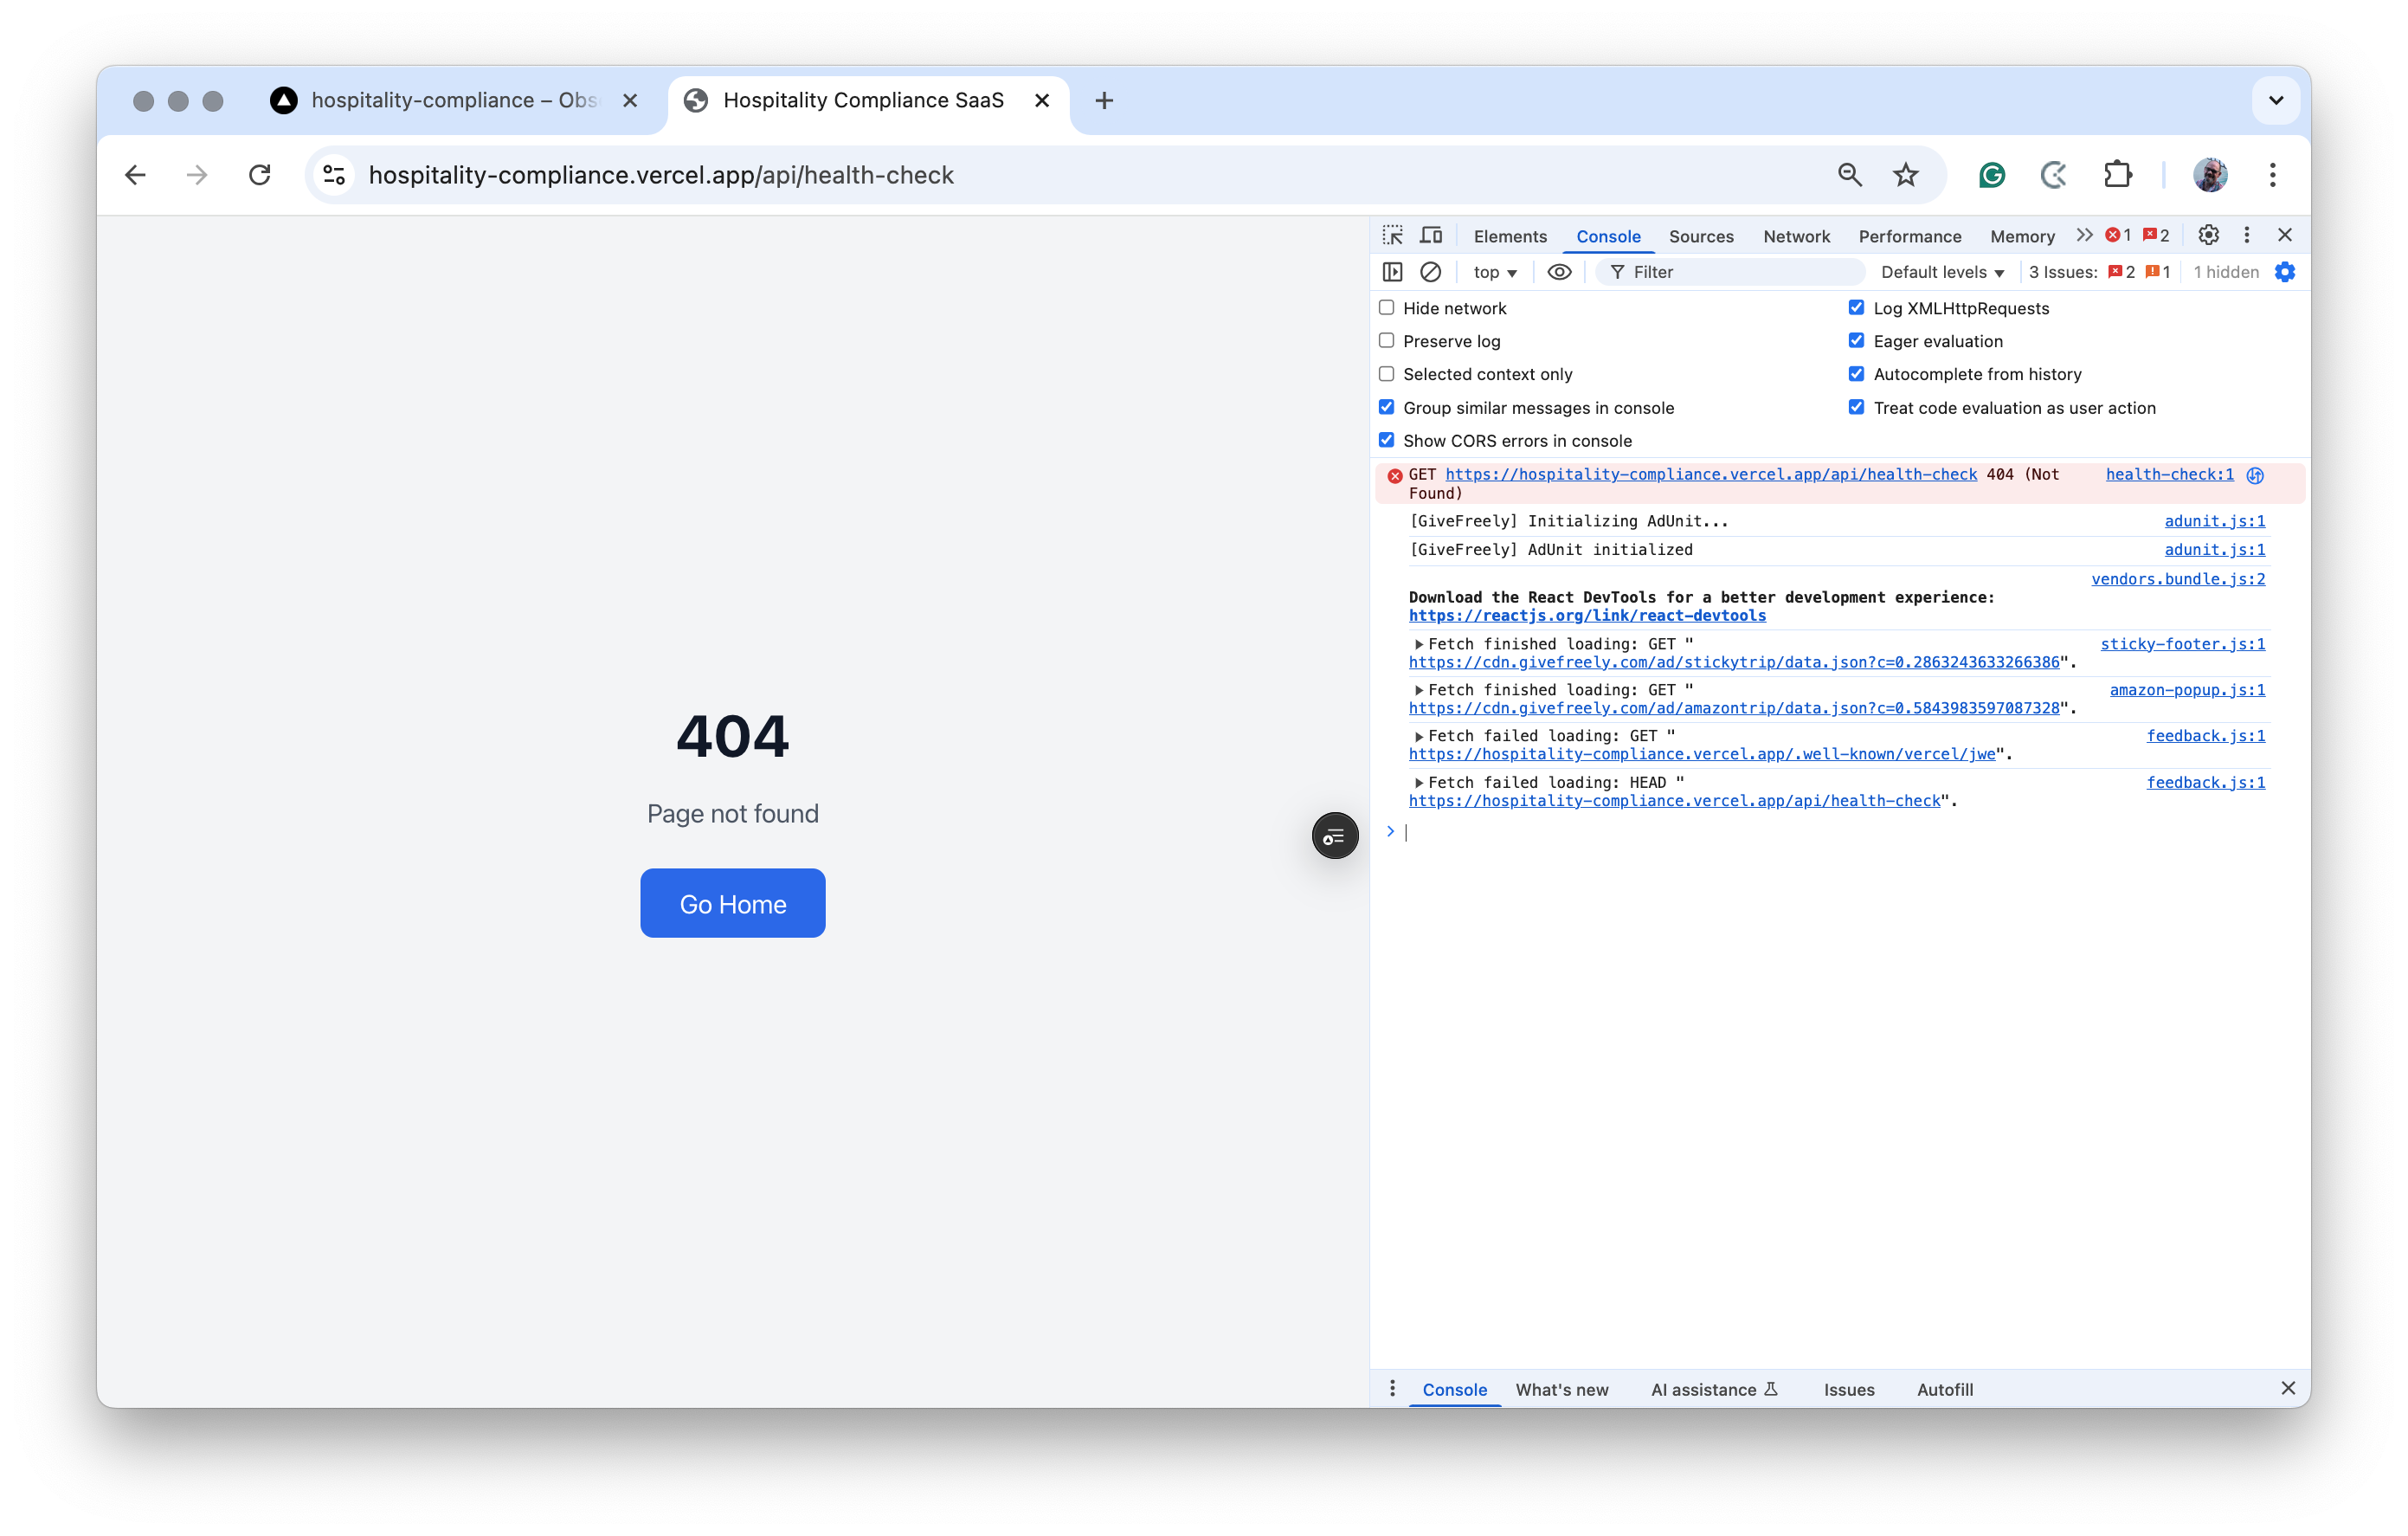 hospitality-compliance – Obs
Hospitality Compliance SaaS
hospitality-compliance.vercel.app/api/health-check
404
Page not found
Go Home
Elements
Console
Sources
Network
Performance
Memory
1
2
top
Filter
Default levels
3 Issues:
2
1
1 hidden
Hide network
Log XMLHttpRequests
Preserve log
Eager evaluation
Selected context only
Autocomplete from history
Group similar messages in console
Treat code evaluation as user action
Show CORS errors in console
GET https://hospitality-compliance.vercel.app/api/health-check 404 (Not
Found)
health-check:1
[GiveFreely] Initializing AdUnit...
adunit.js:1
[GiveFreely] AdUnit initialized
adunit.js:1
vendors.bundle.js:2
Download the React DevTools for a better development experience:
https://reactjs.org/link/react-devtools
Fetch finished loading: GET "
sticky-footer.js:1
https://cdn.givefreely.com/ad/stickytrip/data.json?c=0.2863243633266386".
Fetch finished loading: GET "
amazon-popup.js:1
https://cdn.givefreely.com/ad/amazontrip/data.json?c=0.5843983597087328".
Fetch failed loading: GET "
feedback.js:1
https://hospitality-compliance.vercel.app/.well-known/vercel/jwe".
Fetch failed loading: HEAD "
feedback.js:1
https://hospitality-compliance.vercel.app/api/health-check".
Console
What's new
AI assistance
Issues
Autofill